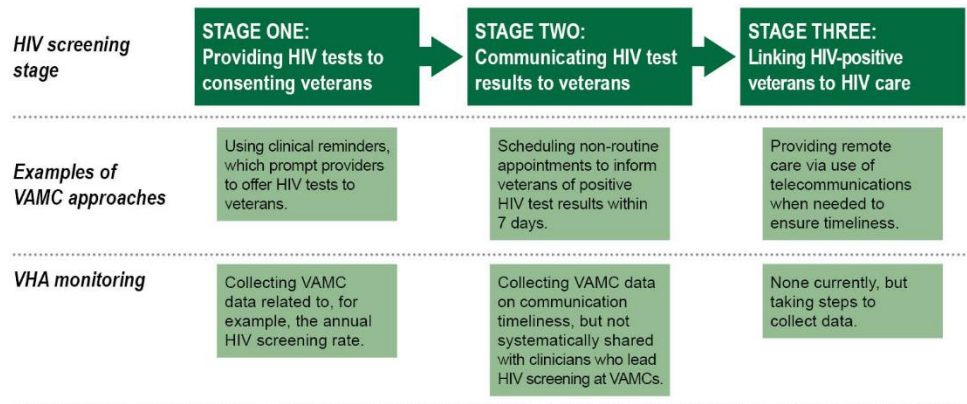 HIV screening
stage
STAGE ONE:
Providing HIV tests to
consenting veterans
STAGE TWO:
Communicating HIV test
results to veterans
STAGE THREE:
Linking HIV-positive
veterans to HIV care
Examples of
VAMC approaches
Using clinical reminders,
which prompt providers
to offer HIV tests to
veterans.
Scheduling non-routine
appointments to inform
veterans of positive
HIV test results within
7 days.
Providing remote
care via use of
telecommunications
when needed to
ensure timeliness.
VHA monitoring
Collecting VAMC
data related to, for
example, the annual
HIV screening rate.
Collecting VAMC data
on communication
timeliness, but not
systematically shared
with clinicians who lead
HIV screening at VAMCs.
None currently, but
taking steps to
collect data.